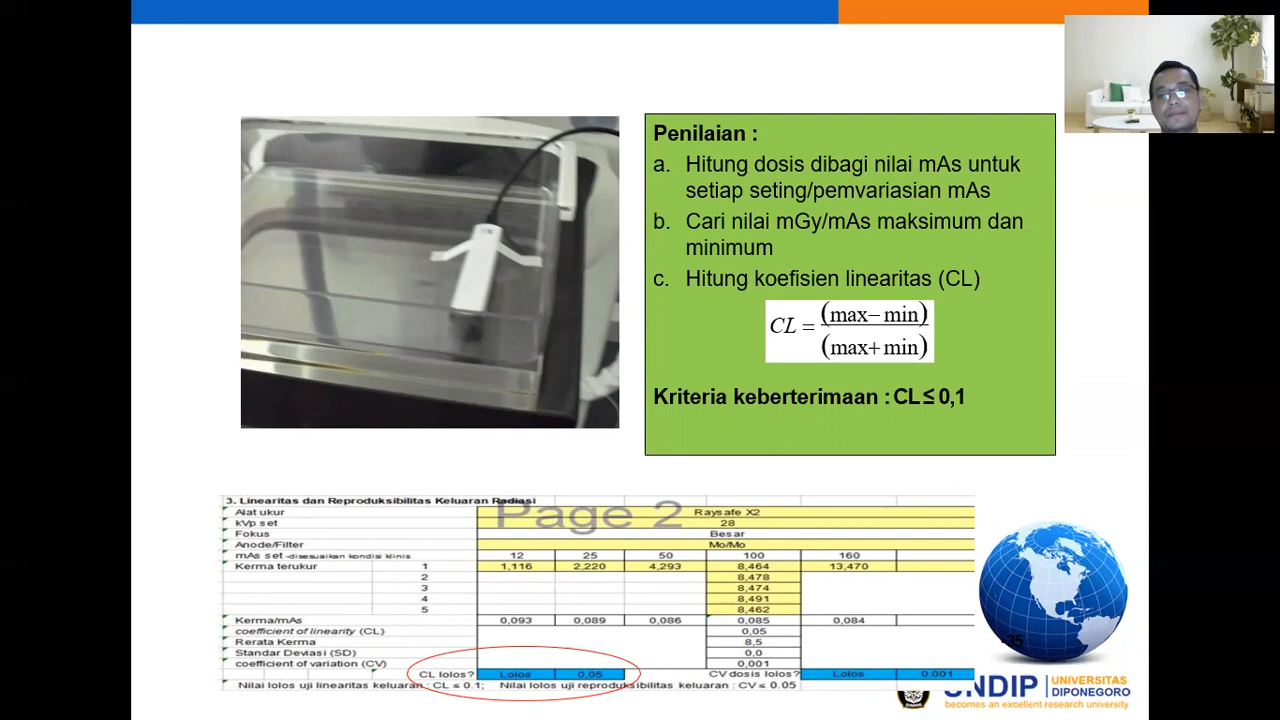 Penilaian :
a. Hitung dosis dibagi nilai mAs untuk
setiap seting/pemvariasian mAs
b. Cari nilai mGy/mAs maksimum dan
minimum
c. Hitung koefisien linearitas (CL)
CL = (max− min) / (max+ min)
Kriteria keberterimaan : CL ≤ 0,1
3. Linearitas dan Reproduksibilitas Keluaran Radiasi
Page 2
Alat ukur Raysafe X2
kVp set 28
Fokus Besar
Anode/Filter Mo/Mo
mAs set -disesuaikan kondisi klinis 12 25 50 100 160
Kerma terukur 1 1,116 2,220 4,293 8,464 13,470
2 8,478
3 8,474
4 8,491
5 8,462
Kerma/mAs 0,093 0,089 0,086 0,085 0,084
coefficient of linearity (CL) 0,05
Rerata Kerma 8,5
Standar Deviasi (SD) 0,0
coefficient of variation (CV) 0,001
CL lolos? Lolos 0,05 CV dosis lolos? Lolos 0.001
Nilai lolos uji linearitas keluaran : CL ≤ 0.1; Nilai lolos uji reproduksibilitas keluaran : CV ≤ 0.05
35
UNDIP UNIVERSITAS
DIPONEGORO
becomes an excellent research university